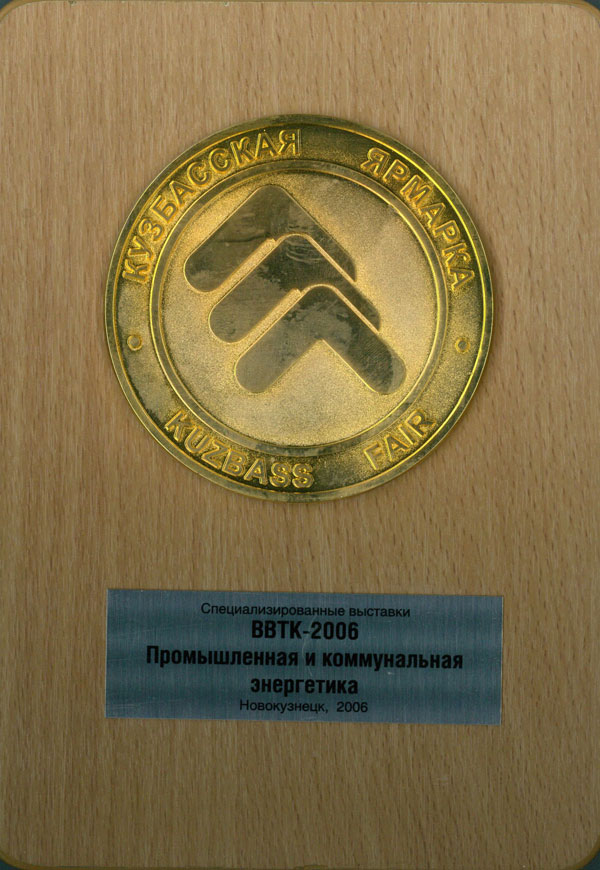 КУЗБАССКАЯ ЯРМАРКА
KUZBASS FAIR
Специализированные выставки
ВВТК-2006
Промышленная и коммунальная
энергетика
Новокузнецк, 2006